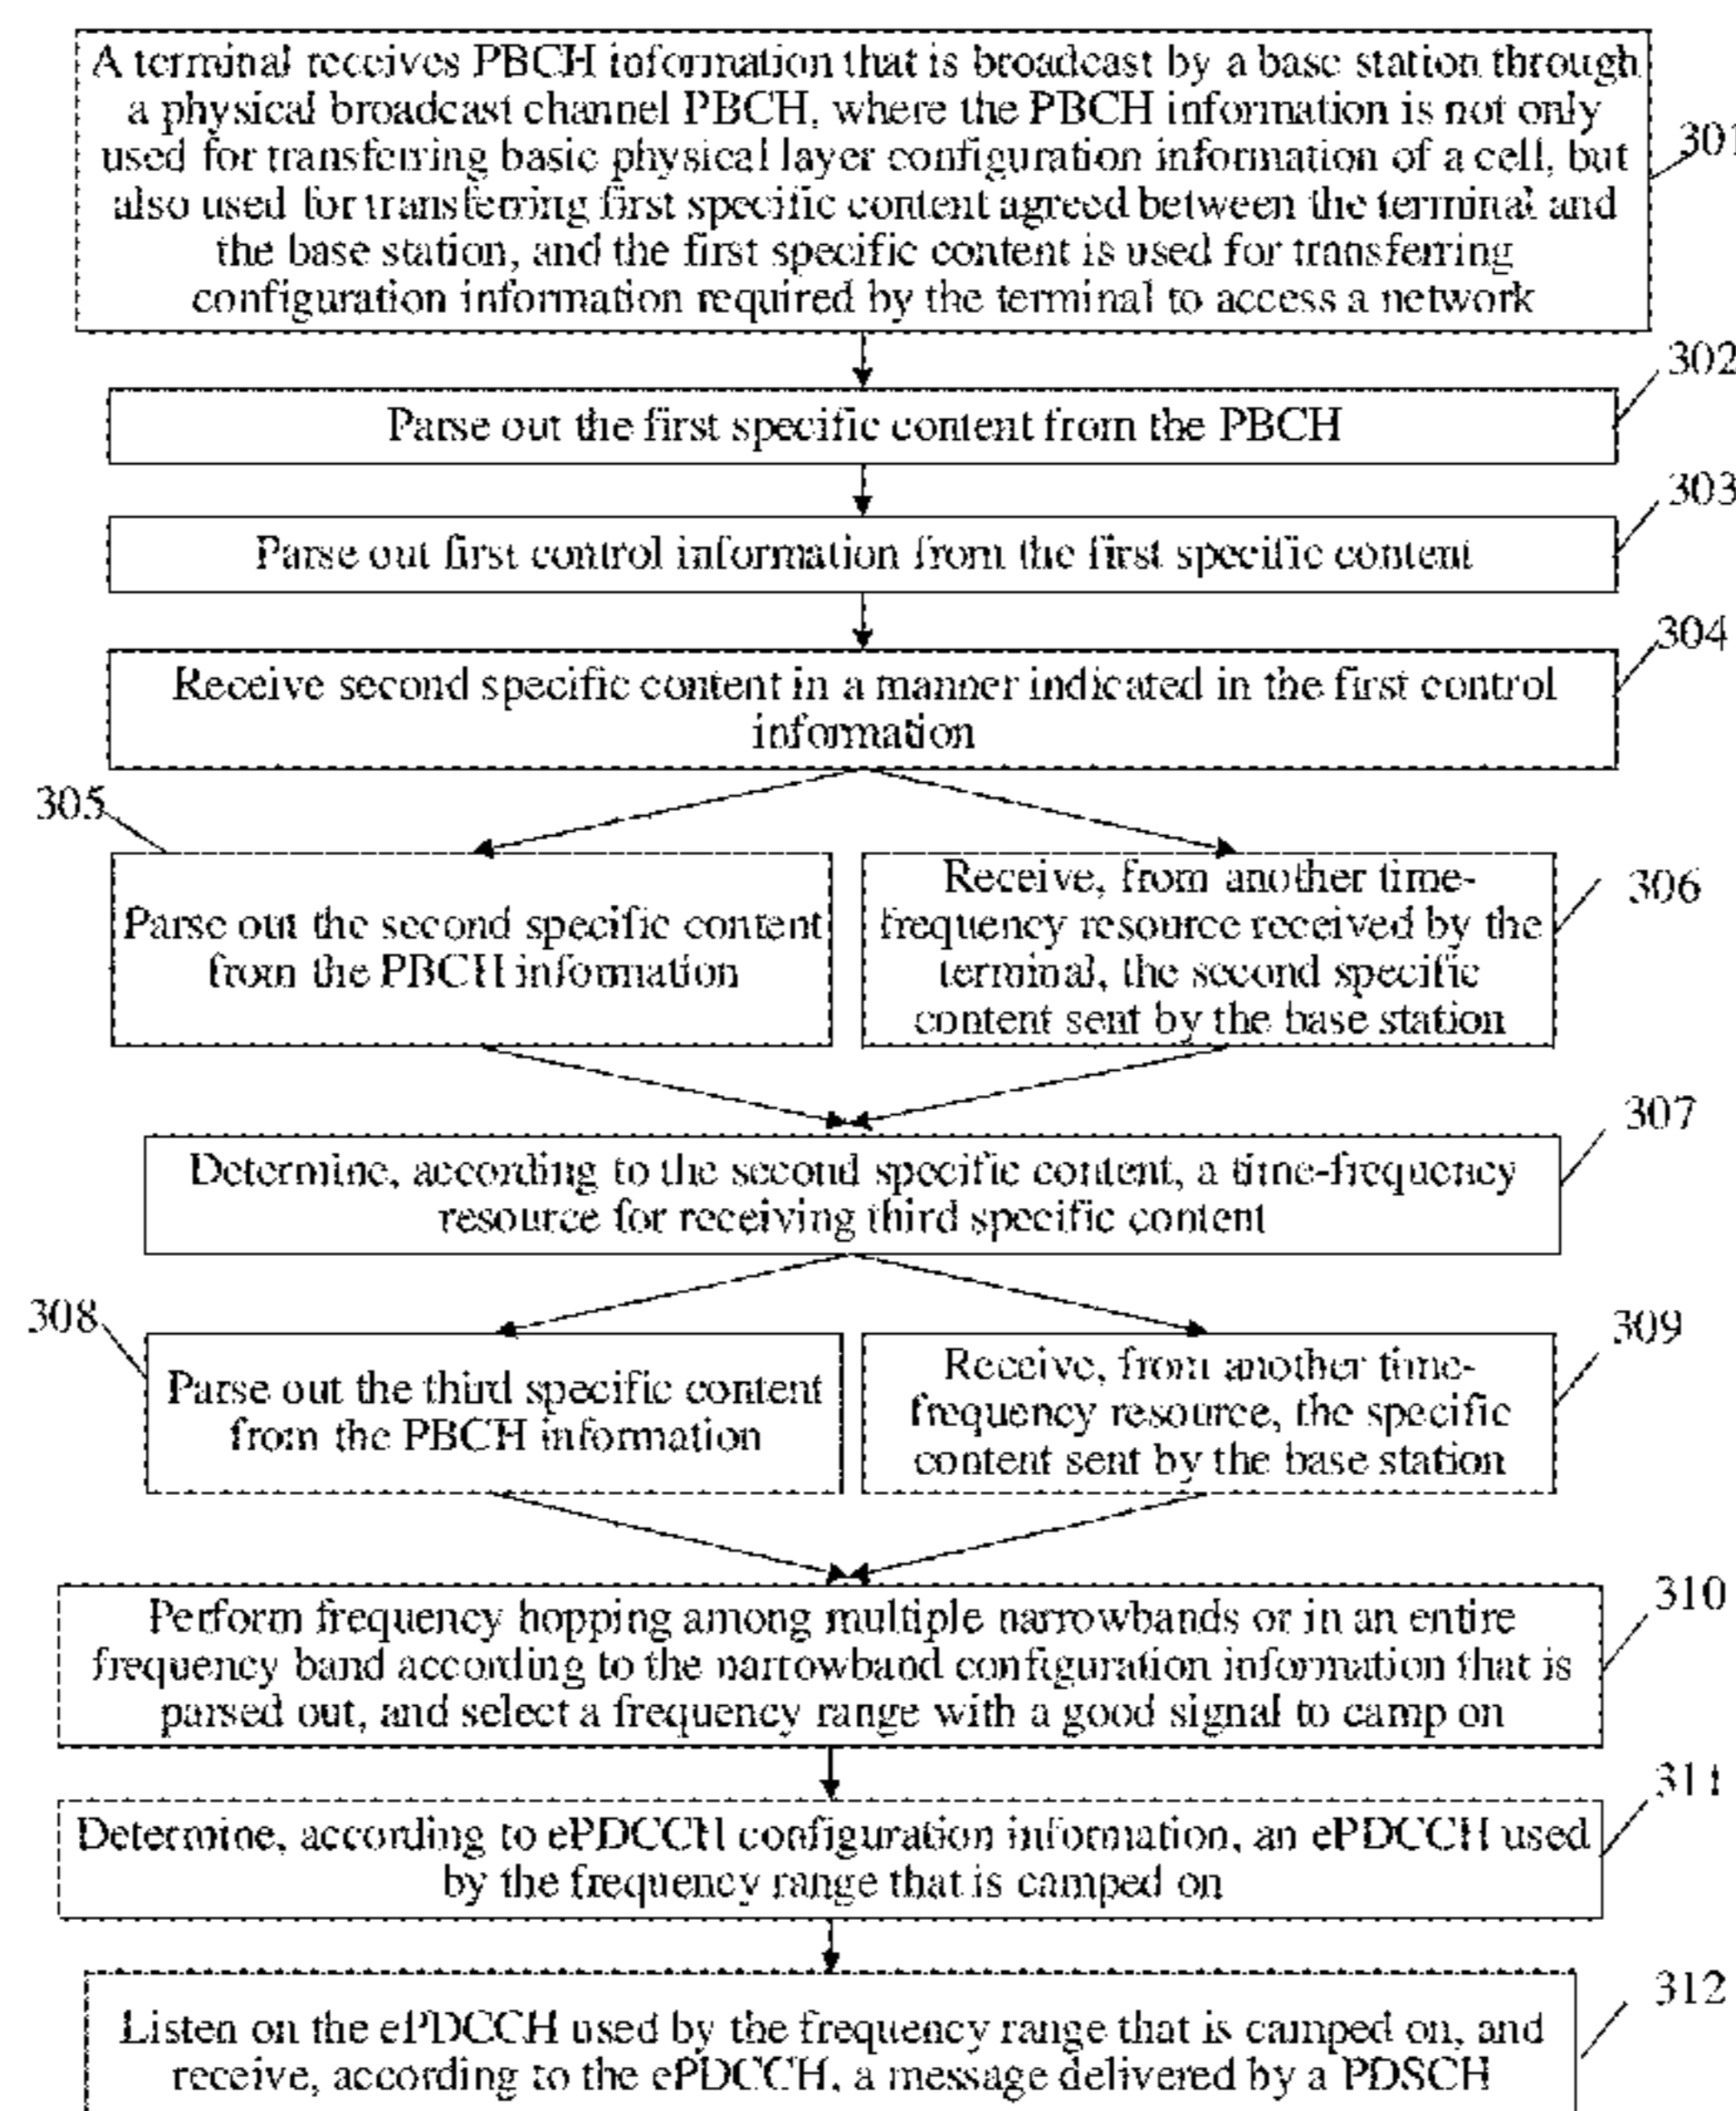 A terminal receives PBCH information that is broadcast by a base station through
a physical broadcast channel PBCH, where the PBCH information is not only
used for transferring basic physical layer configuration information of a cell, but
also used for transferring first specific content agreed between the terminal and
the base station, and the first specific content is used for transferring
configuration information required by the terminal to access a network
301
302
Parse out the first specific content from the PBCH
303
Parse out first control information from the first specific content
304
Receive second specific content in a manner indicated in the first control
information
305
Parse out the second specific content
from the PBCH information
Receive, from another time-
frequency resource received by the
terminal, the second specific
content sent by the base station
306
307
Determine, according to the second specific content, a time-frequency
resource for receiving third specific content
308
Parse out the third specific content
from the PBCH information
Receive, from another time-
frequency resource, the specific
content sent by the base station
309
310
Perform frequency hopping among multiple narrowbands or in an entire
frequency band according to the narrowband configuration information that is
parsed out, and select a frequency range with a good signal to camp on
311
Determine, according to ePDCCH configuration information, an ePDCCH used
by the frequency range that is camped on
312
Listen on the ePDCCH used by the frequency range that is camped on, and
receive, according to the ePDCCH, a message delivered by a PDSCH